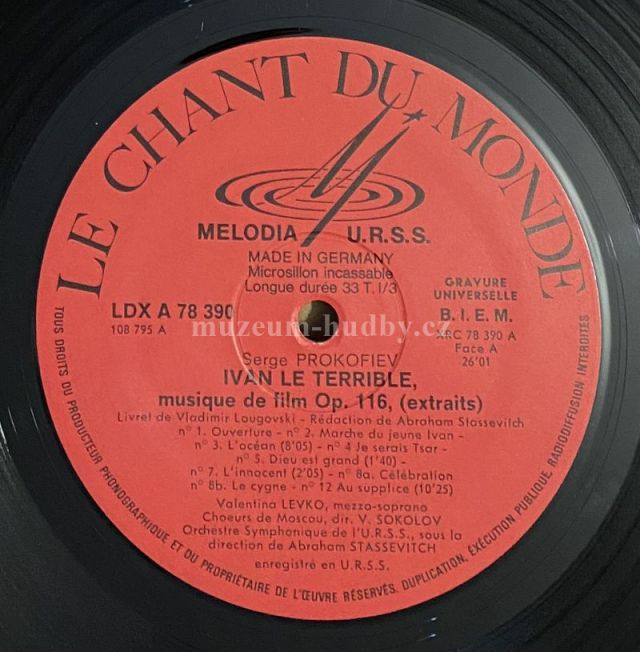 LE CHANT DU MONDE
MELODIA U.R.S.S.
MADE IN GERMANY
Microsillon incassable
Longue durée 33 T.1/3
LDX A 78 390
108 795 A
GRAVURE
UNIVERSELLE
B.I.E.M.
ARC 78 390 A
Face A
26'01
muzeum-hudby.cz
Serge PROKOFIEV
IVAN LE TERRIBLE,
musique de film Op. 116, (extraits)
Livret de Vladimir Lougovski - Rédaction de Abraham Stassevitch
n° 1. Ouverture - n° 2. Marche du jeune Ivan -
n° 3. L'océan (8'05) - n° 4 Je serais Tsar -
n° 5. Dieu est grand (1'40) -
n° 7. L'innocent (2'05) - n° 8a. Célébration
n° 8b. Le cygne - n° 12 Au supplice (10'25)
Valentina LEVKO, mezzo-soprano
Choeurs de Moscou, dir. V. SOKOLOV
Orchestre Symphonique de l'U.R.S.S., sous la
direction de Abraham STASSEVITCH
enregistré en U.R.S.S.
TOUS DROITS DU PRODUCTEUR PHONOGRAPHIQUE ET DU PROPRIÉTAIRE DE L'ŒUVRE RÉSERVÉS. DUPLICATION, EXÉCUTION PUBLIQUE, RADIODIFFUSION INTERDITES